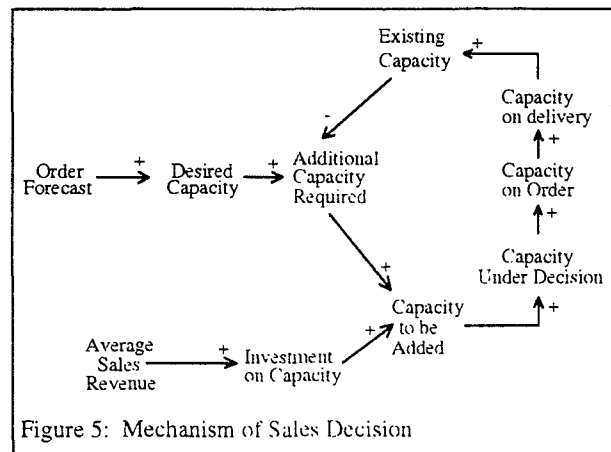 Existing
Capacity
+
Capacity
on delivery
-
+
Order
Forecast
+
Desired
Capacity
+
Additional
Capacity
Required
Capacity
on Order
+
Capacity
Under Decision
+
+
Capacity
to be
Added
+
Average
Sales
Revenue
+
Investment
on Capacity
Figure 5: Mechanism of Sales Decision